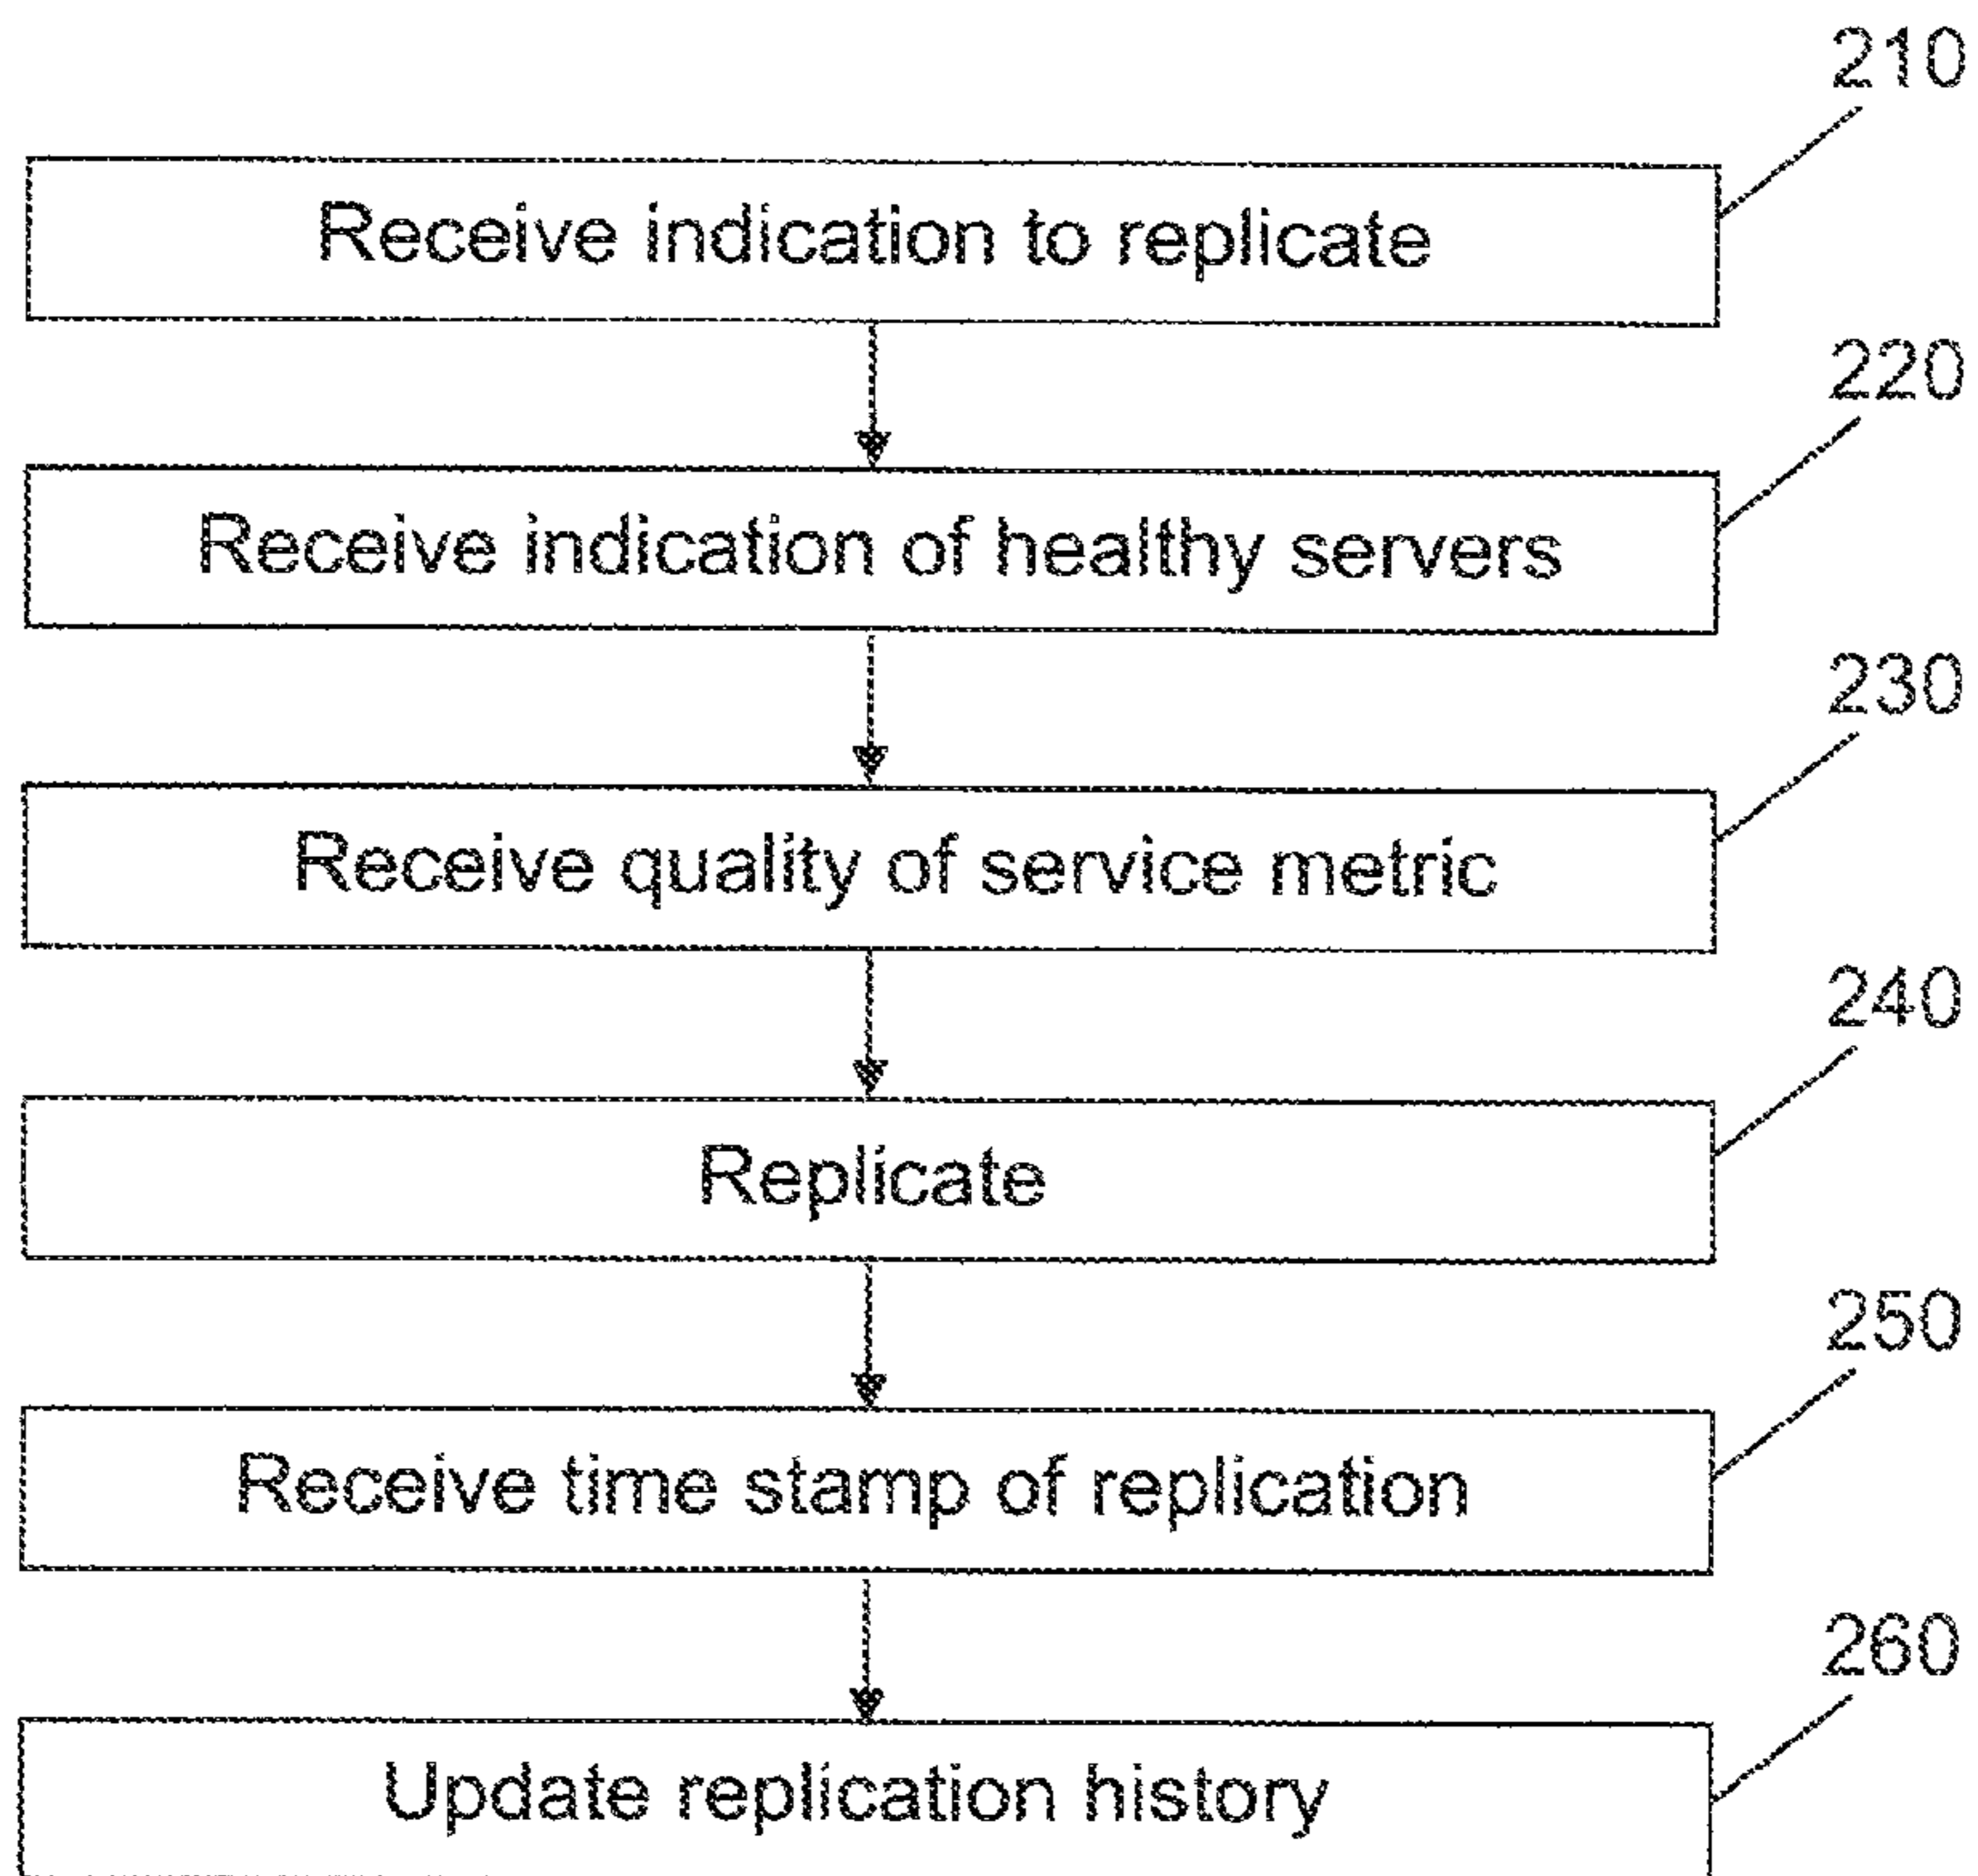 210
Receive indication to replicate
220
Receive indication of healthy servers
230
Receive quality of service metric
240
Replicate
250
Receive time stamp of replication
260
Update replication history